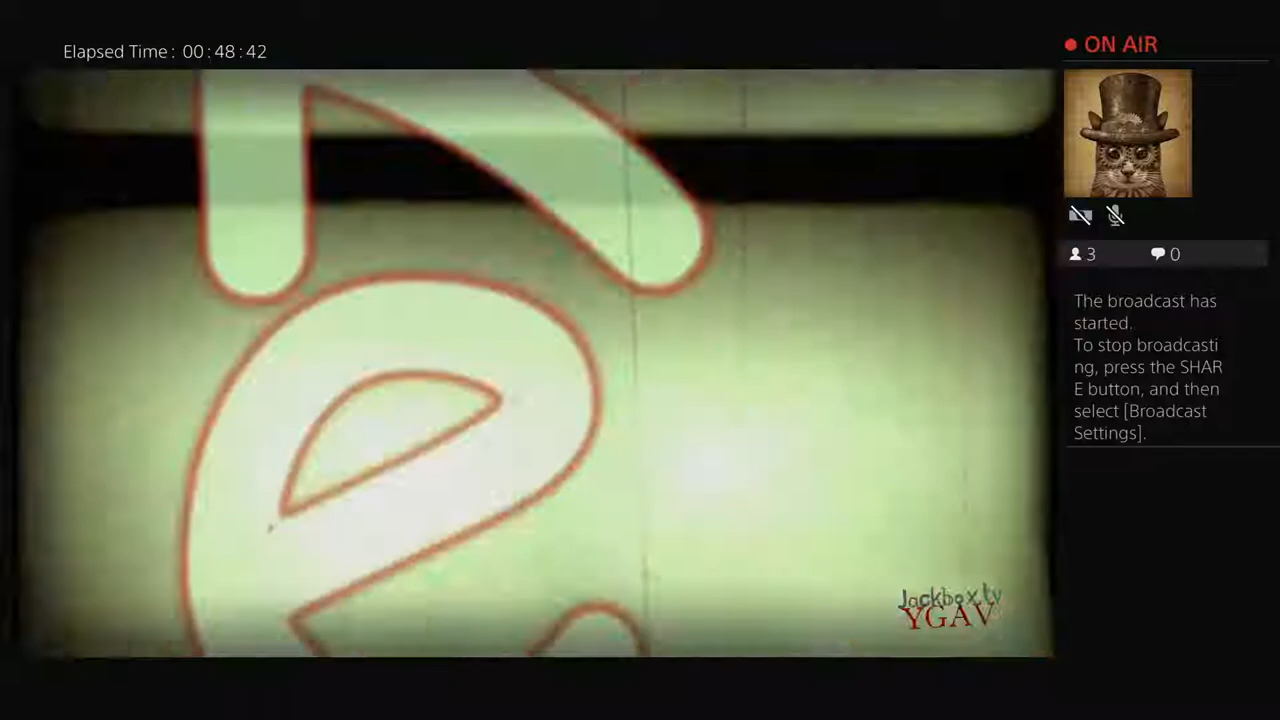 Elapsed Time: 00:48:42
ON AIR
3
0
The broadcast has
started.
To stop broadcasti
ng, press the SHAR
E button, and then
select [Broadcast
Settings].
e
Jackbox.tv
YGAV